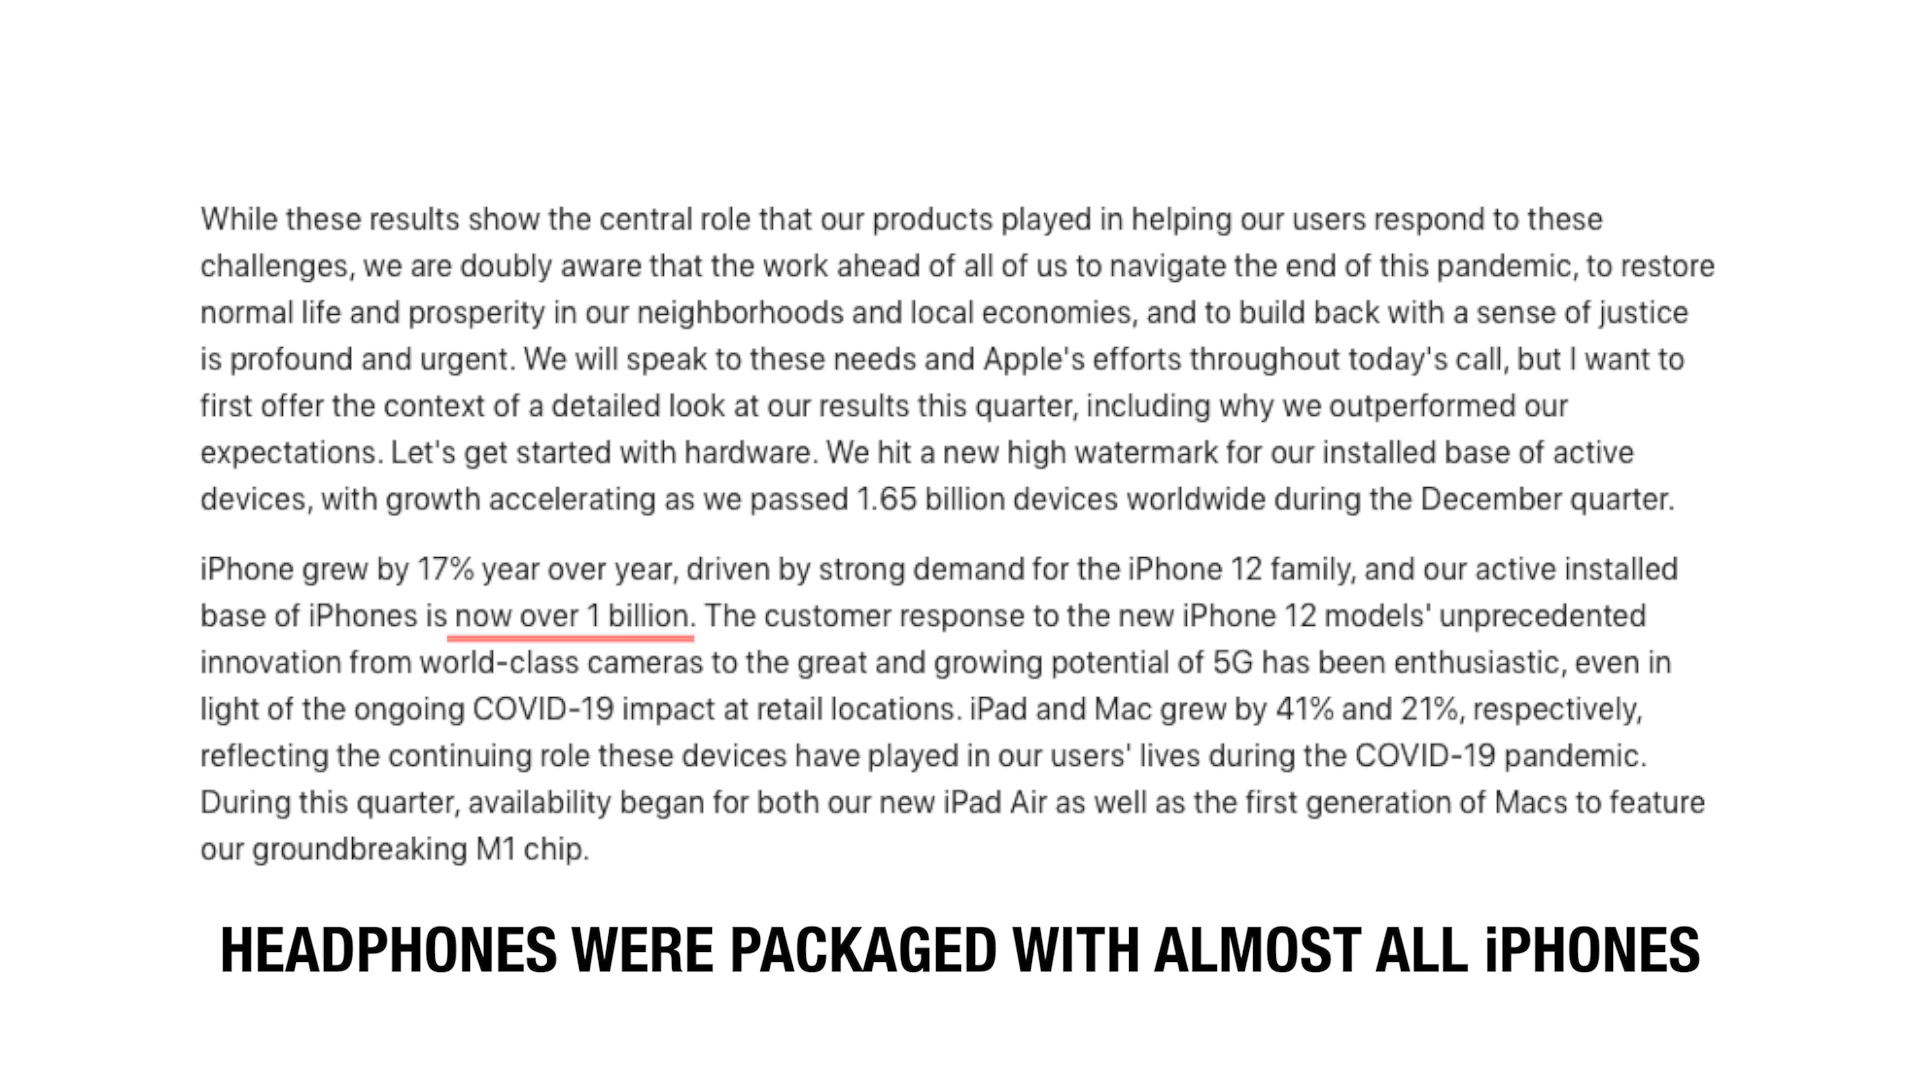 While these results show the central role that our products played in helping our users respond to these
challenges, we are doubly aware that the work ahead of all of us to navigate the end of this pandemic, to restore
normal life and prosperity in our neighborhoods and local economies, and to build back with a sense of justice
is profound and urgent. We will speak to these needs and Apple's efforts throughout today's call, but I want to
first offer the context of a detailed look at our results this quarter, including why we outperformed our
expectations. Let's get started with hardware. We hit a new high watermark for our installed base of active
devices, with growth accelerating as we passed 1.65 billion devices worldwide during the December quarter.
iPhone grew by 17% year over year, driven by strong demand for the iPhone 12 family, and our active installed
base of iPhones is now over 1 billion. The customer response to the new iPhone 12 models' unprecedented
innovation from world-class cameras to the great and growing potential of 5G has been enthusiastic, even in
light of the ongoing COVID-19 impact at retail locations. iPad and Mac grew by 41% and 21%, respectively,
reflecting the continuing role these devices have played in our users' lives during the COVID-19 pandemic.
During this quarter, availability began for both our new iPad Air as well as the first generation of Macs to feature
our groundbreaking M1 chip.
HEADPHONES WERE PACKAGED WITH ALMOST ALL iPHONES